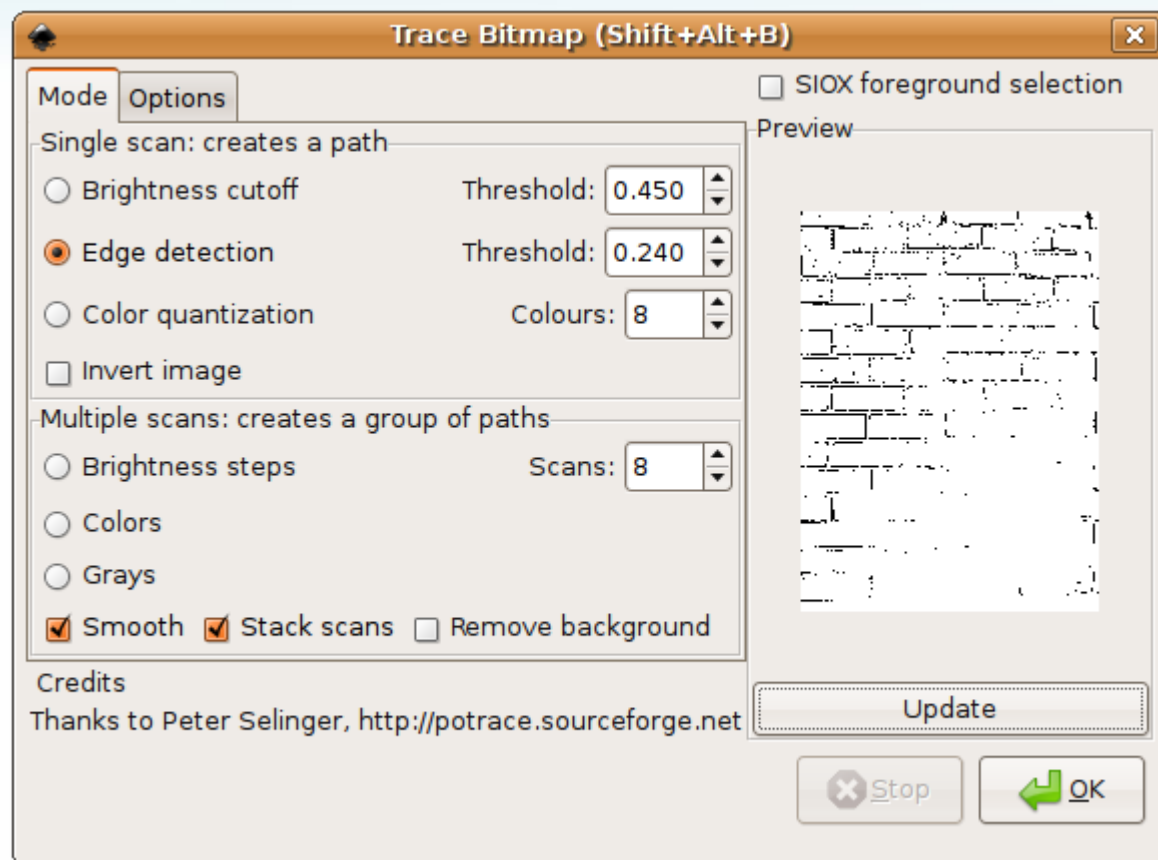 Trace Bitmap (Shift+Alt+B)
Mode Options
SIOX foreground selection
Single scan: creates a path
Brightness cutoff Threshold: 0.450
Edge detection Threshold: 0.240
Color quantization Colours: 8
Invert image
Multiple scans: creates a group of paths
Brightness steps Scans: 8
Colors
Grays
Smooth Stack scans Remove background
Preview
Update
Credits
Thanks to Peter Selinger, http://potrace.sourceforge.net
Stop OK